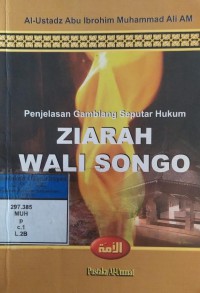 Al-Ustadz Abu Ibrohim Muhammad Ali AM
Penjelasan Gamblang Seputar Hukum
ZIARAH
WALI SONGO
297.385
MUH
p
c.1
L.2B
الأمة
Pustaka Al-Ummat